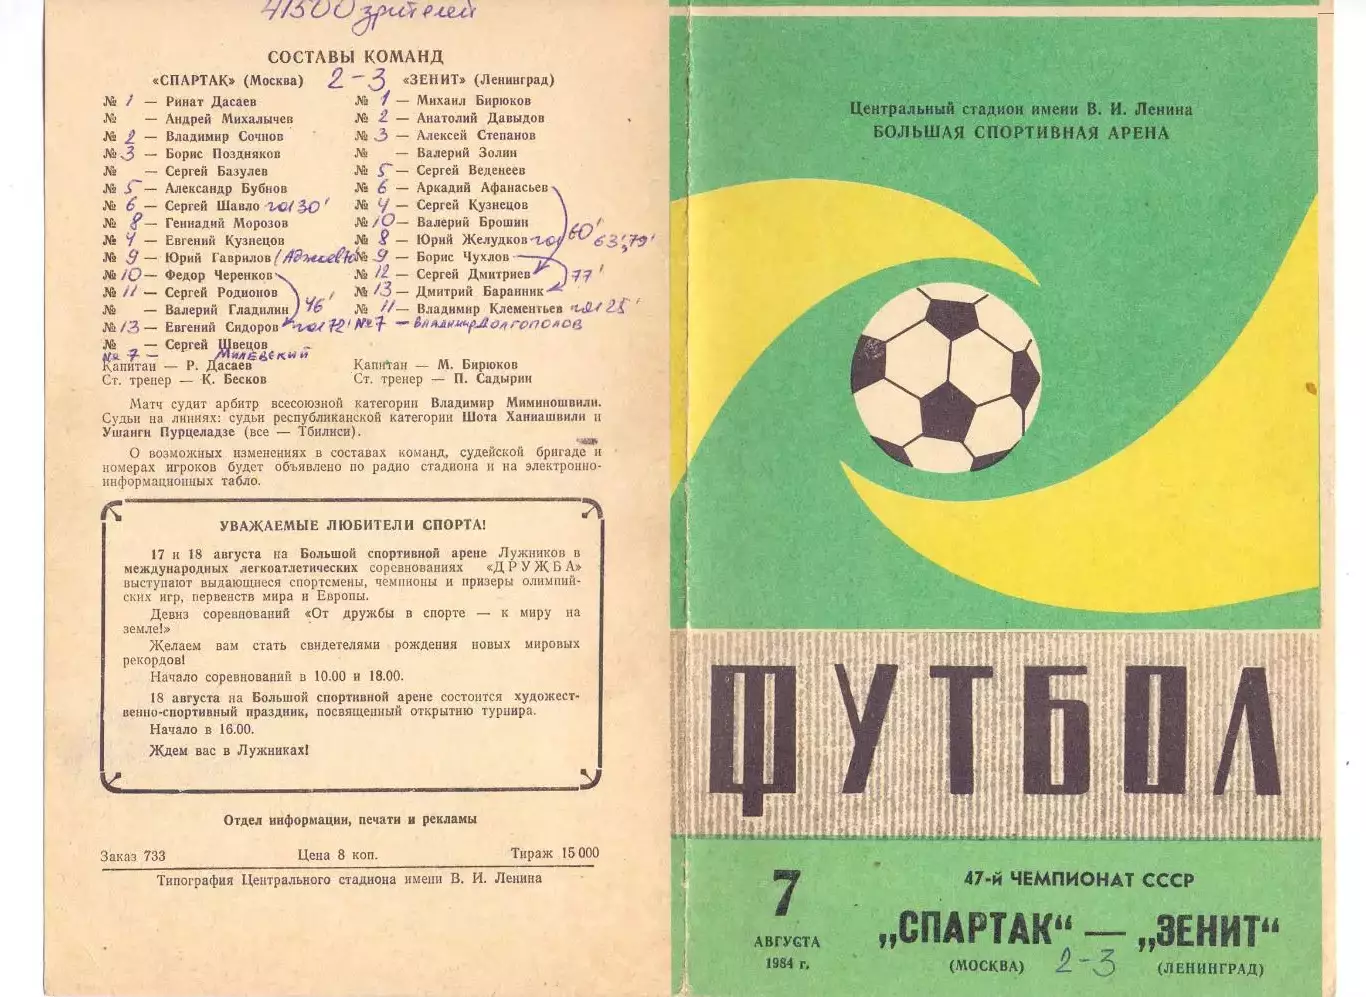 41500 зрителей
СОСТАВЫ КОМАНД
«СПАРТАК» (Москва) 2-3 «ЗЕНИТ» (Ленинград)
№ 1 — Ринат Дасаев
№ — Андрей Михалычев
№ 2 — Владимир Сочнов
№ 3 — Борис Поздняков
№ — Сергей Базулев
№ 5 — Александр Бубнов
№ 6 — Сергей Шавло гол 30'
№ 8 — Геннадий Морозов
№ 4 — Евгений Кузнецов
№ 9 — Юрий Гаврилов
№ 10 — Федор Черенков
№ 11 — Сергей Родионов
№ — Валерий Гладилин 46'
№ 13 — Евгений Сидоров гол 72'
№ — Сергей Швецов
№ 7 — Милевский
Капитан — Р. Дасаев
Ст. тренер — К. Бесков
№ 1 — Михаил Бирюков
№ 2 — Анатолий Давыдов
№ 3 — Алексей Степанов
№ — Валерий Золин
№ 5 — Сергей Веденеев
№ 6 — Аркадий Афанасьев
№ 4 — Сергей Кузнецов
№ 10 — Валерий Брошин 60'
№ 8 — Юрий Желудков гол 63', 79'
№ 9 — Борис Чухлов
№ 12 — Сергей Дмитриев 77'
№ 13 — Дмитрий Баранник
№ 11 — Владимир Клементьев гол 25'
№ 7 — Владимир Долгополов
Капитан — М. Бирюков
Ст. тренер — П. Садырин
Матч судит арбитр всесоюзной категории Владимир Миминошвили.
Судьи на линиях: судьи республиканской категории Шота Ханиашвили и
Ушанги Пурцеладзе (все — Тбилиси).
О возможных изменениях в составах команд, судейской бригаде и
номерах игроков будет объявлено по радио стадиона и на электронно-
информационных табло.
УВАЖАЕМЫЕ ЛЮБИТЕЛИ СПОРТА!
17 и 18 августа на Большой спортивной арене Лужников в
международных легкоатлетических соревнованиях «ДРУЖБА»
выступают выдающиеся спортсмены, чемпионы и призеры олимпий-
ских игр, первенств мира и Европы.
Девиз соревнований «От дружбы в спорте — к миру на
земле!»
Желаем вам стать свидетелями рождения новых мировых
рекордов!
Начало соревнований в 10.00 и 18.00.
18 августа на Большой спортивной арене состоится художест-
венно-спортивный праздник, посвященный открытию турнира.
Начало в 16.00.
Ждем вас в Лужниках!
Отдел информации, печати и рекламы
Заказ 733 Цена 8 коп. Тираж 15 000
Типография Центрального стадиона имени В. И. Ленина
Центральный стадион имени В. И. Ленина
БОЛЬШАЯ СПОРТИВНАЯ АРЕНА
ФУТБОЛ
7
АВГУСТА
1984 г.
47-й ЧЕМПИОНАТ СССР
„СПАРТАК“ — „ЗЕНИТ“
(МОСКВА) 2-3 (ЛЕНИНГРАД)